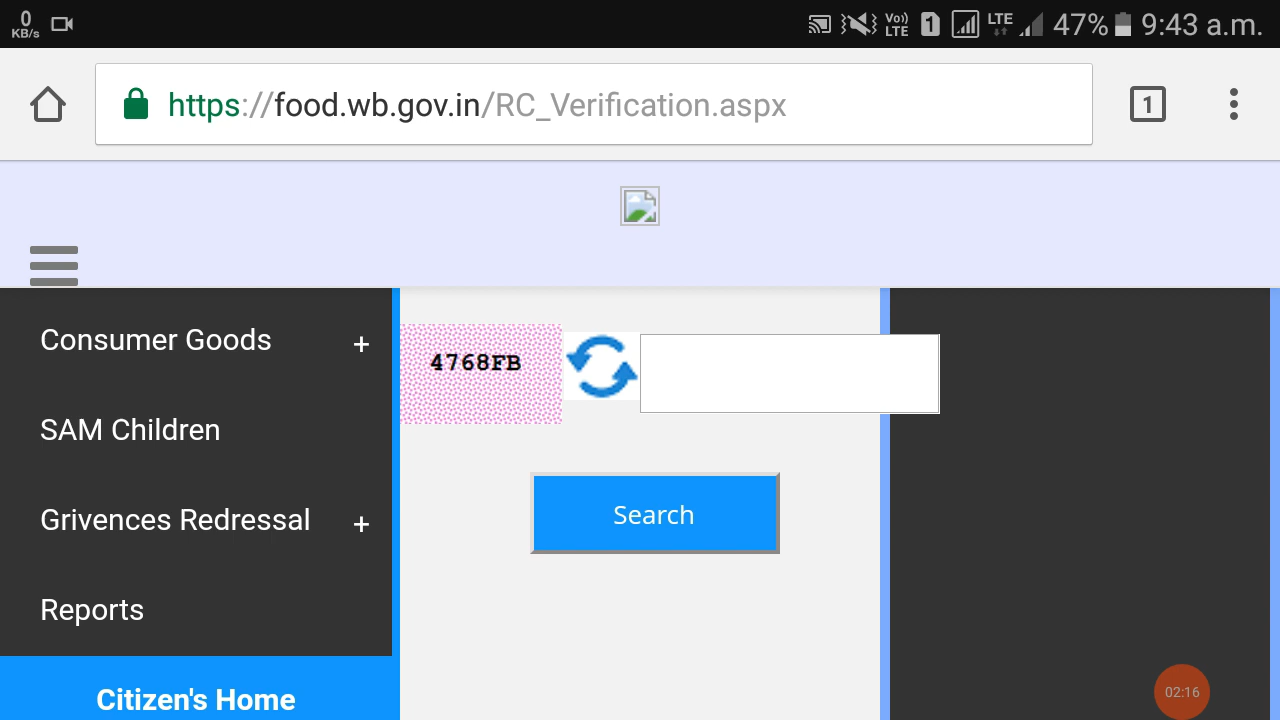 0 KB/s Vo) LTE 1 LTE 47% 9:43 a.m.
https://food.wb.gov.in/RC_Verification.aspx 1
Consumer Goods +
4768FB
SAM Children
Grivences Redressal +
Search
Reports
Citizen's Home
02:16